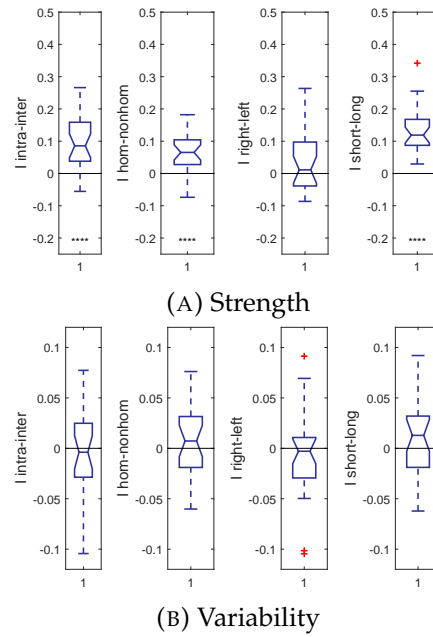 0.5 0.5 0.5 0.5
0.4 0.4 0.4 0.4
0.3 0.3 0.3 0.3
0.2 0.2 0.2 0.2
0.1 0.1 0.1 0.1
0 0 0 0
-0.1 -0.1 -0.1 -0.1
-0.2 -0.2 -0.2 -0.2
I intra-inter
I hom-nonhom
I right-left
I short-long
**** **** ****
1 1 1 1
(A) Strength
0.1 0.1 0.1 0.1
0.05 0.05 0.05 0.05
0 0 0 0
-0.05 -0.05 -0.05 -0.05
-0.1 -0.1 -0.1 -0.1
I intra-inter
I hom-nonhom
I right-left
I short-long
1 1 1 1
(B) Variability